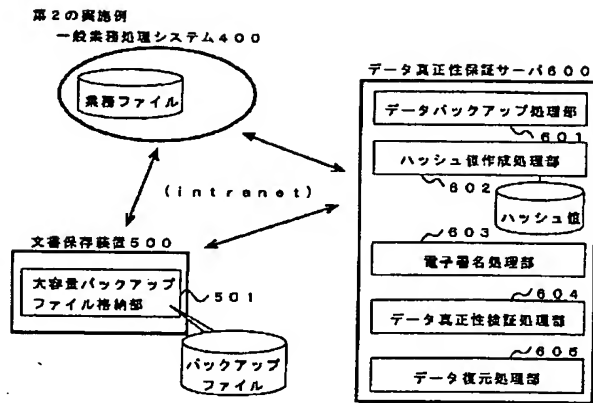 第2の実施例
一般業務処理システム400
業務ファイル
(intranet)
文書保存装置500
大容量バックアップ
ファイル格納部
501
バックアップ
ファイル
データ真正性保証サーバ600
データバックアップ処理部
601
ハッシュ値作成処理部
602
ハッシュ値
603
電子署名処理部
604
データ真正性検証処理部
605
データ復元処理部